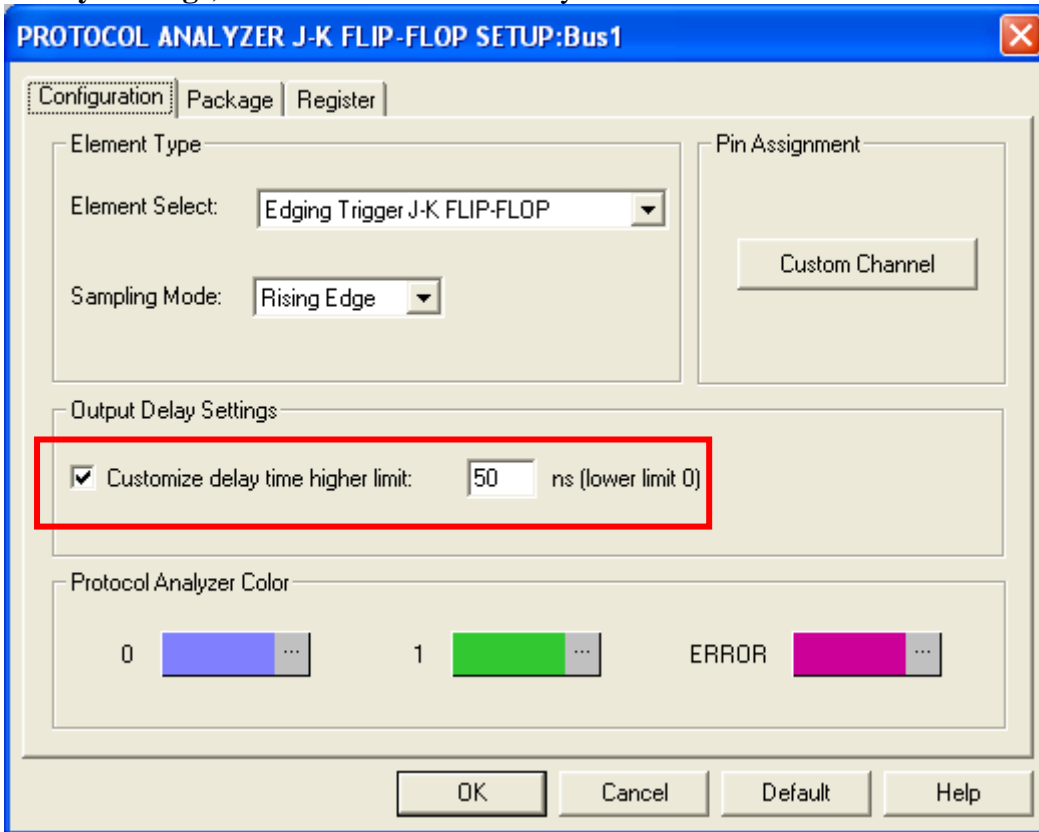 PROTOCOL ANALYZER J-K FLIP-FLOP SETUP:Bus1
Configuration Package Register
Element Type
Element Select: Edging Trigger J-K FLIP-FLOP
Sampling Mode: Rising Edge
Pin Assignment
Custom Channel
Output Delay Settings
Customize delay time higher limit: 50 ns (lower limit 0)
Protocol Analyzer Color
0 ... 1 ... ERROR ...
OK Cancel Default Help